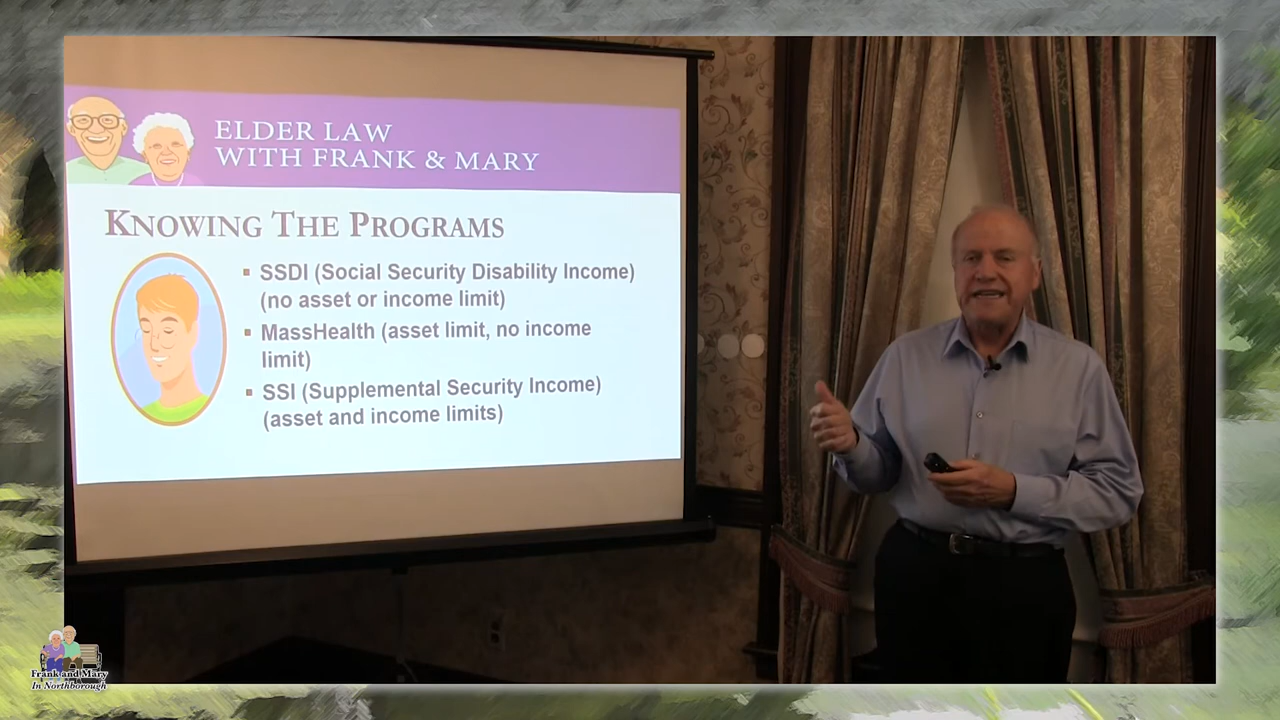 ELDER LAW
WITH FRANK & MARY
KNOWING THE PROGRAMS
▪ SSDI (Social Security Disability Income)
(no asset or income limit)
▪ MassHealth (asset limit, no income
limit)
▪ SSI (Supplemental Security Income)
(asset and income limits)
Frank and Mary
In Northborough